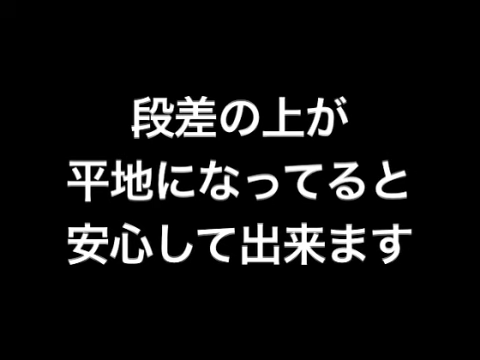 段差の上が
平地になってると
安心して出来ます